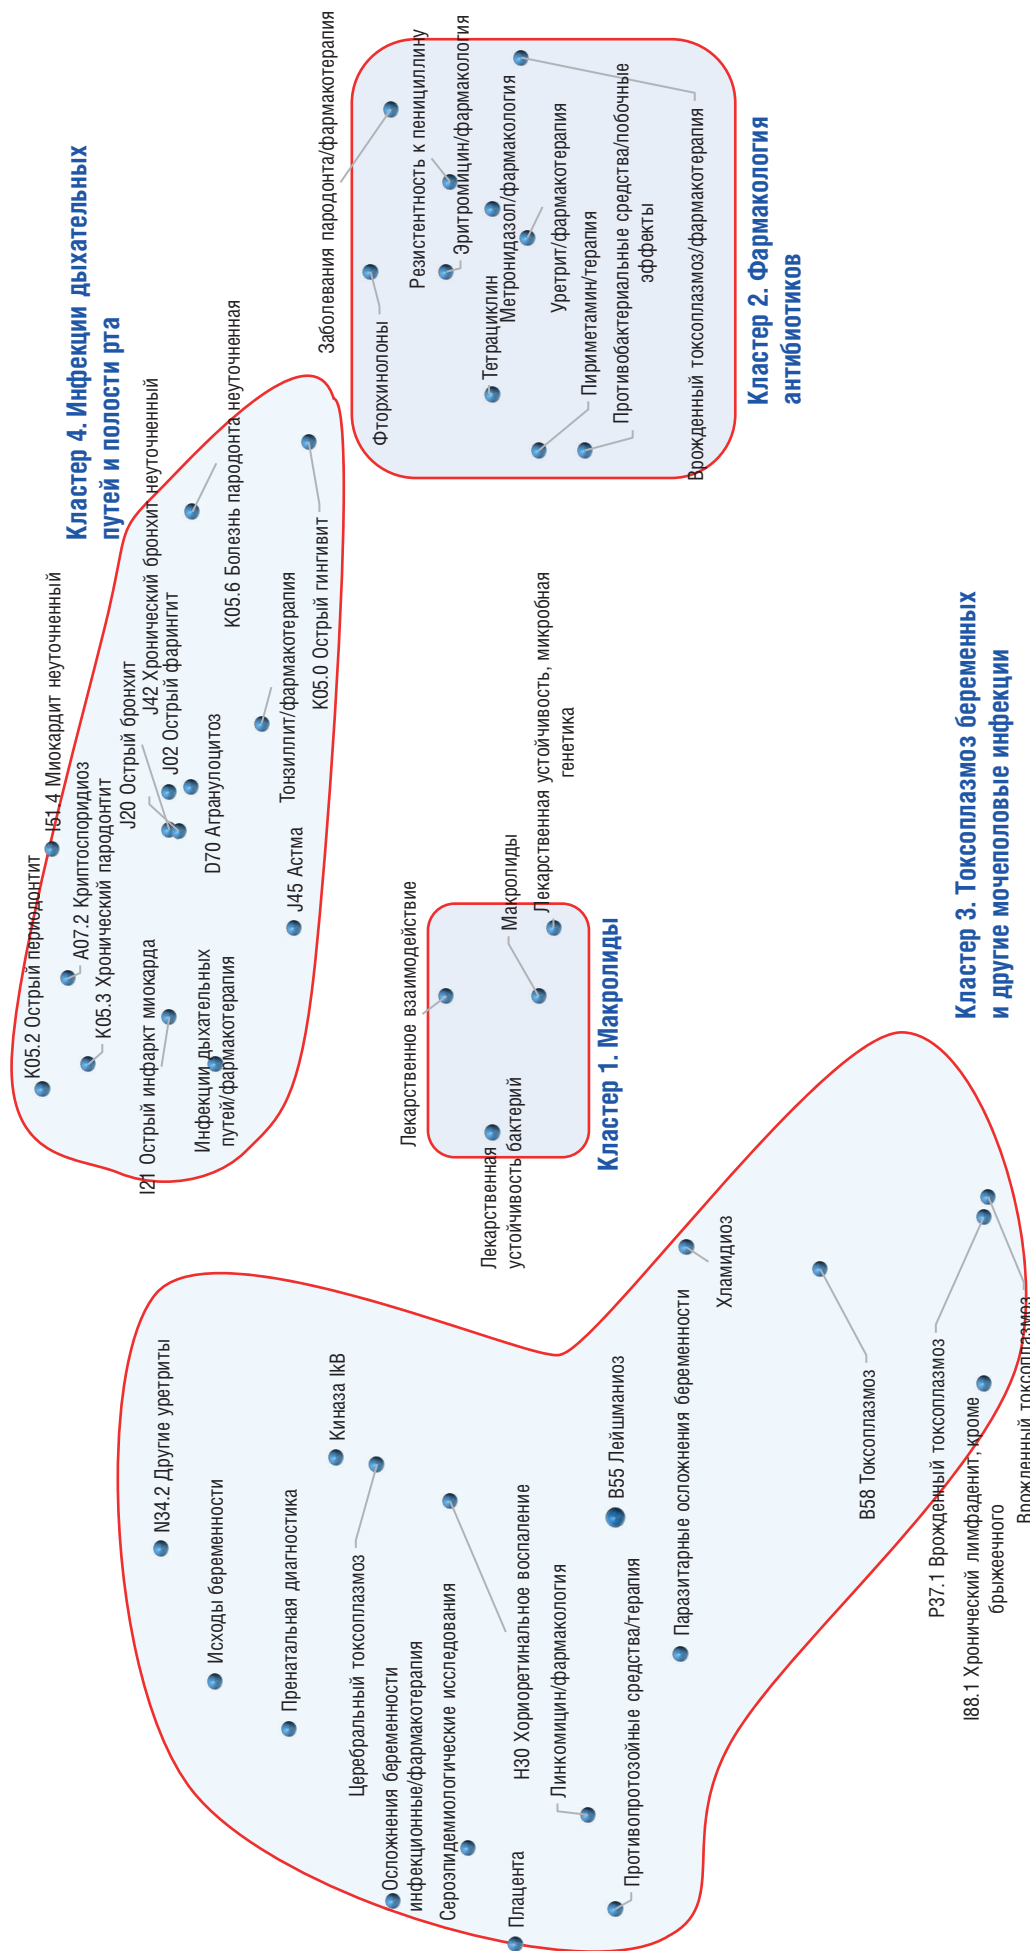 N34.2 Другие уретриты
Исходы беременности
Пренатальная диагностика
Киназа IkB
Церебральный токсоплазмоз
Осложнения беременности
инфекционные/фармакотерапия
Сероэпидемиологические исследования
Плацента
H30 Хориоретинальное воспаление
Линкомицин/фармакология
Противопротозойные средства/терапия
B55 Лейшманиоз
Паразитарные осложнения беременности
Хламидиоз
B58 Токсоплазмоз
P37.1 Врожденный токсоплазмоз
I88.1 Хронический лимфаденит, кроме
брыжеечного
Врожденный токсоплазмоз
Кластер 3. Токсоплазмоз беременных
и другие мочеполовые инфекции
Лекарственное взаимодействие
Лекарственная
устойчивость бактерий
Макролиды
Лекарственная устойчивость, микробная
генетика
Кластер 1. Макролиды
K05.2 Острый периодонтит
I51.4 Миокардит неуточненный
A07.2 Криптоспоридиоз
K05.3 Хронический пародонтит
J20 Острый бронхит
J42 Хронический бронхит неуточненный
J02 Острый фарингит
I21 Острый инфаркт миокарда
Инфекции дыхательных
путей/фармакотерапия
D70 Агранулоцитоз
K05.6 Болезнь пародонта неуточненная
Тонзиллит/фармакотерапия
J45 Астма
K05.0 Острый гингивит
Кластер 4. Инфекции дыхательных
путей и полости рта
Заболевания пародонта/фармакотерапия
Фторхинолоны
Резистентность к пенициллину
Эритромицин/фармакология
Тетрациклин
Метронидазол/фармакология
Уретрит/фармакотерапия
Пириметамин/терапия
Противобактериальные средства/побочные
эффекты
Врожденный токсоплазмоз/фармакотерапия
Кластер 2. Фармакология
антибиотиков